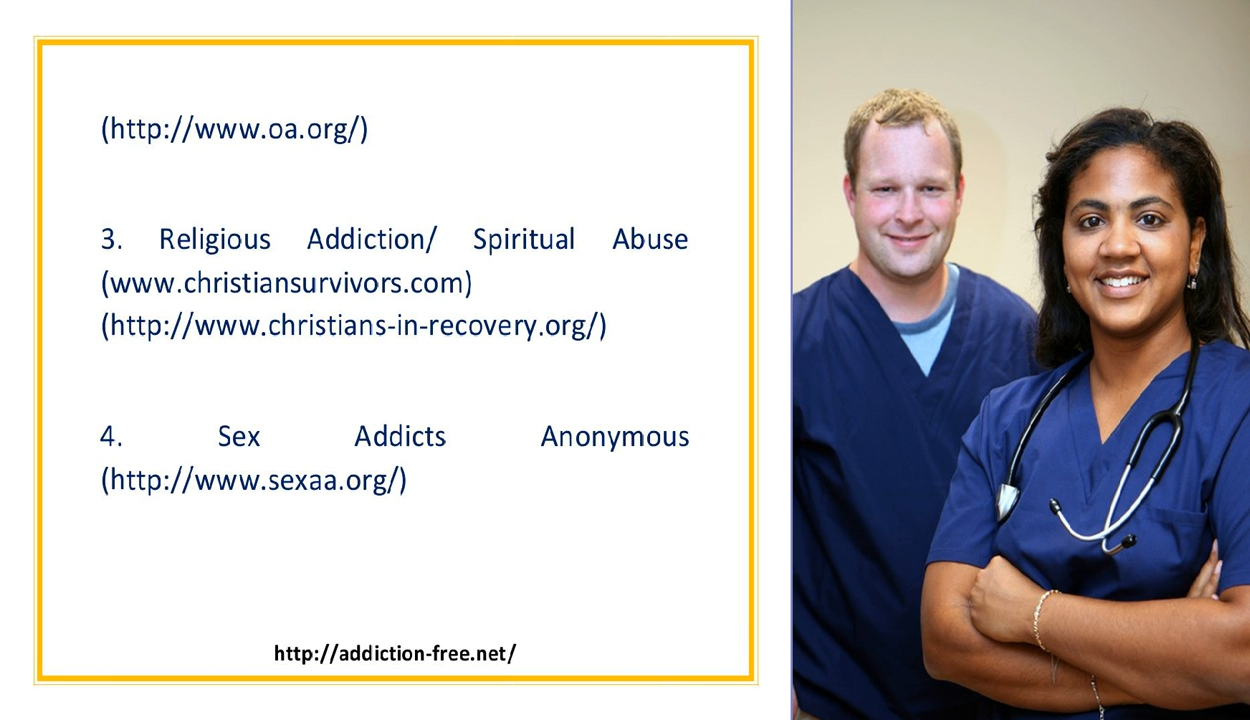 (http://www.oa.org/)
3. Religious Addiction/ Spiritual Abuse
(www.christiansurvivors.com)
(http://www.christians-in-recovery.org/)
4. Sex Addicts Anonymous
(http://www.sexaa.org/)
http://addiction-free.net/